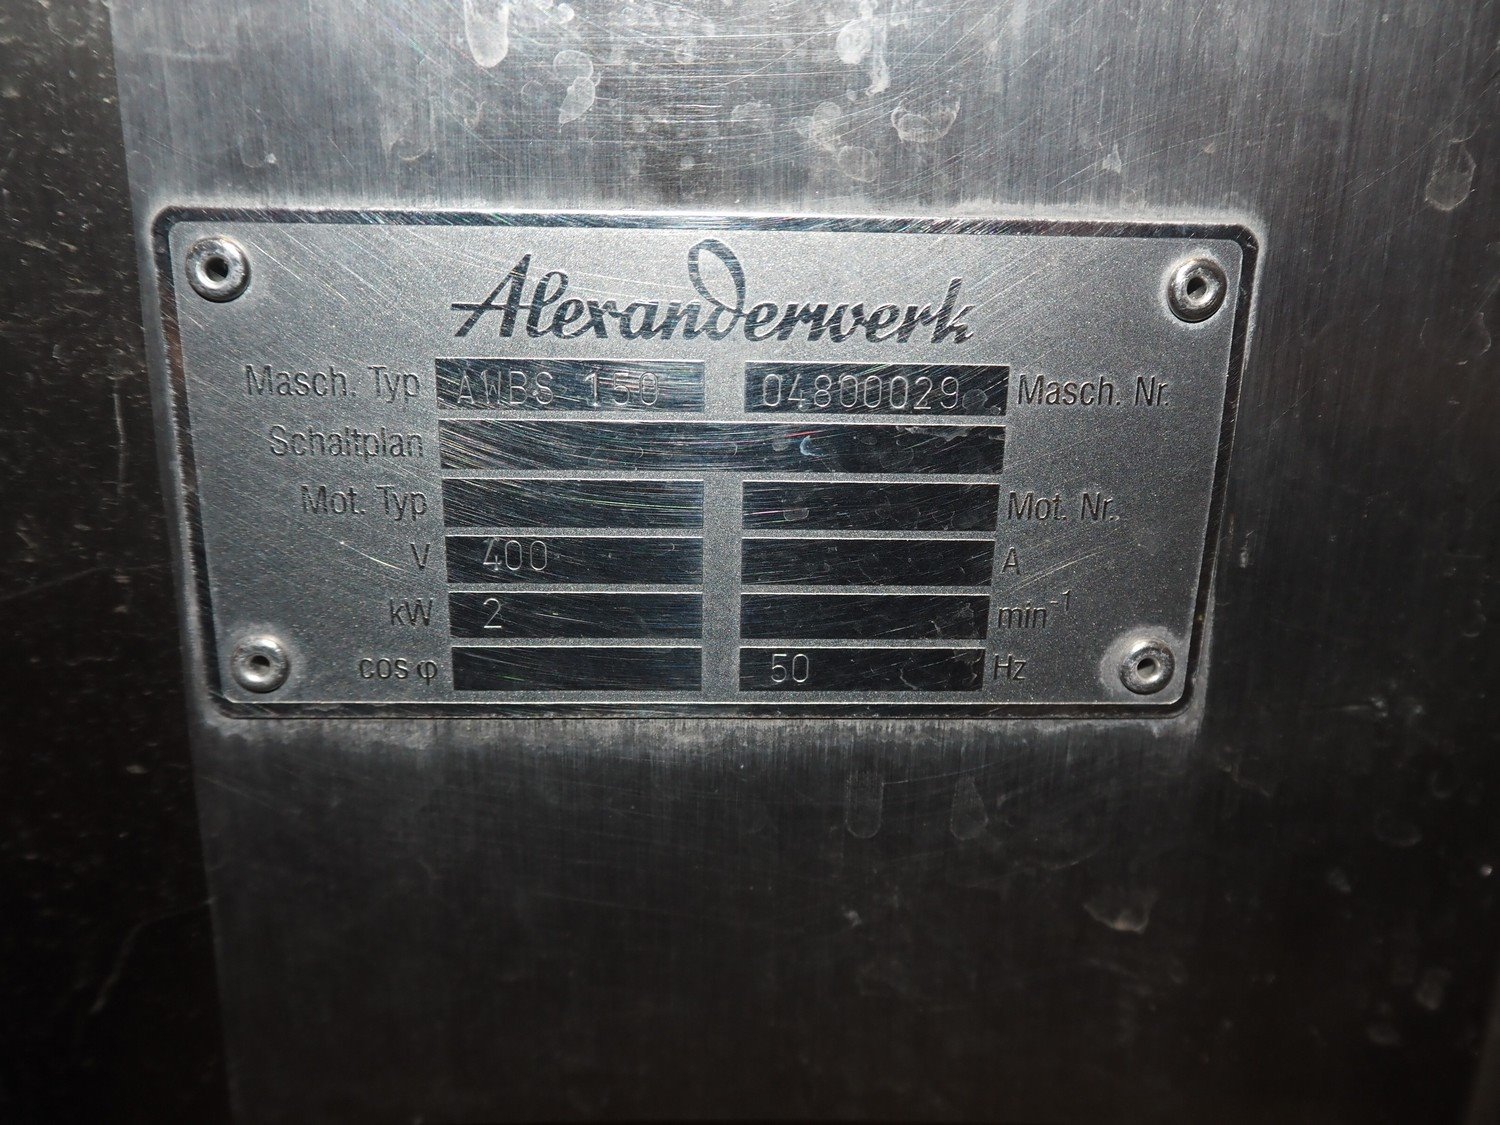 Alexanderwerk
Masch. Typ AWBS 150 04800029 Masch. Nr.
Schaltplan
Mot. Typ Mot. Nr.
V 400 A
kW 2 min⁻¹
cos φ 50 Hz